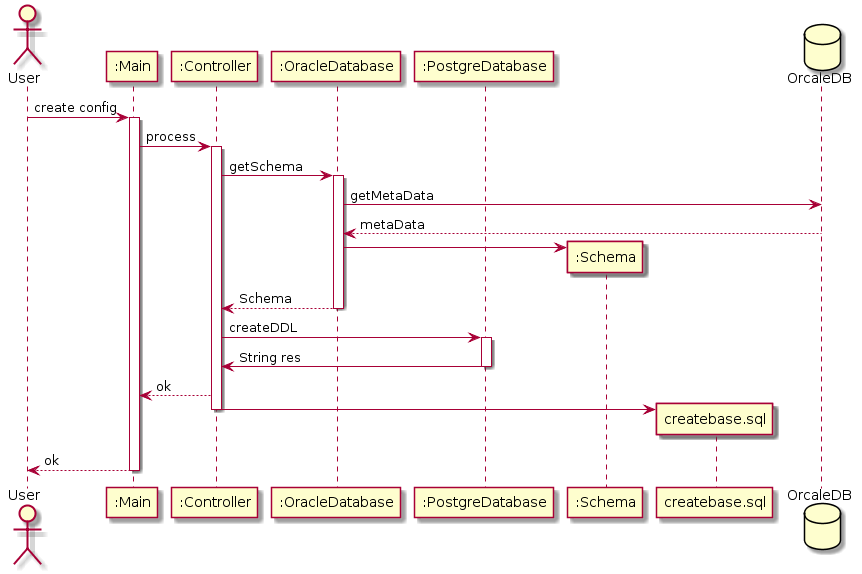 User
:Main
:Controller
:OracleDatabase
:PostgreDatabase
OrcaleDB
create config
process
getSchema
getMetaData
metaData
:Schema
Schema
createDDL
String res
ok
createbase.sql
ok
User
:Main
:Controller
:OracleDatabase
:PostgreDatabase
:Schema
createbase.sql
OrcaleDB